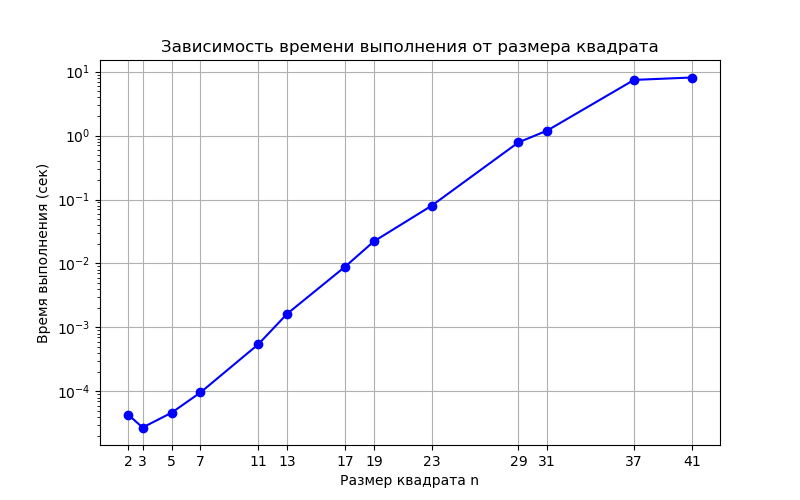 Зависимость времени выполнения от размера квадрата
Время выполнения (сек)
10¹
10⁰
10⁻¹
10⁻²
10⁻³
10⁻⁴
2 3 5 7 11 13 17 19 23 29 31 37 41
Размер квадрата n